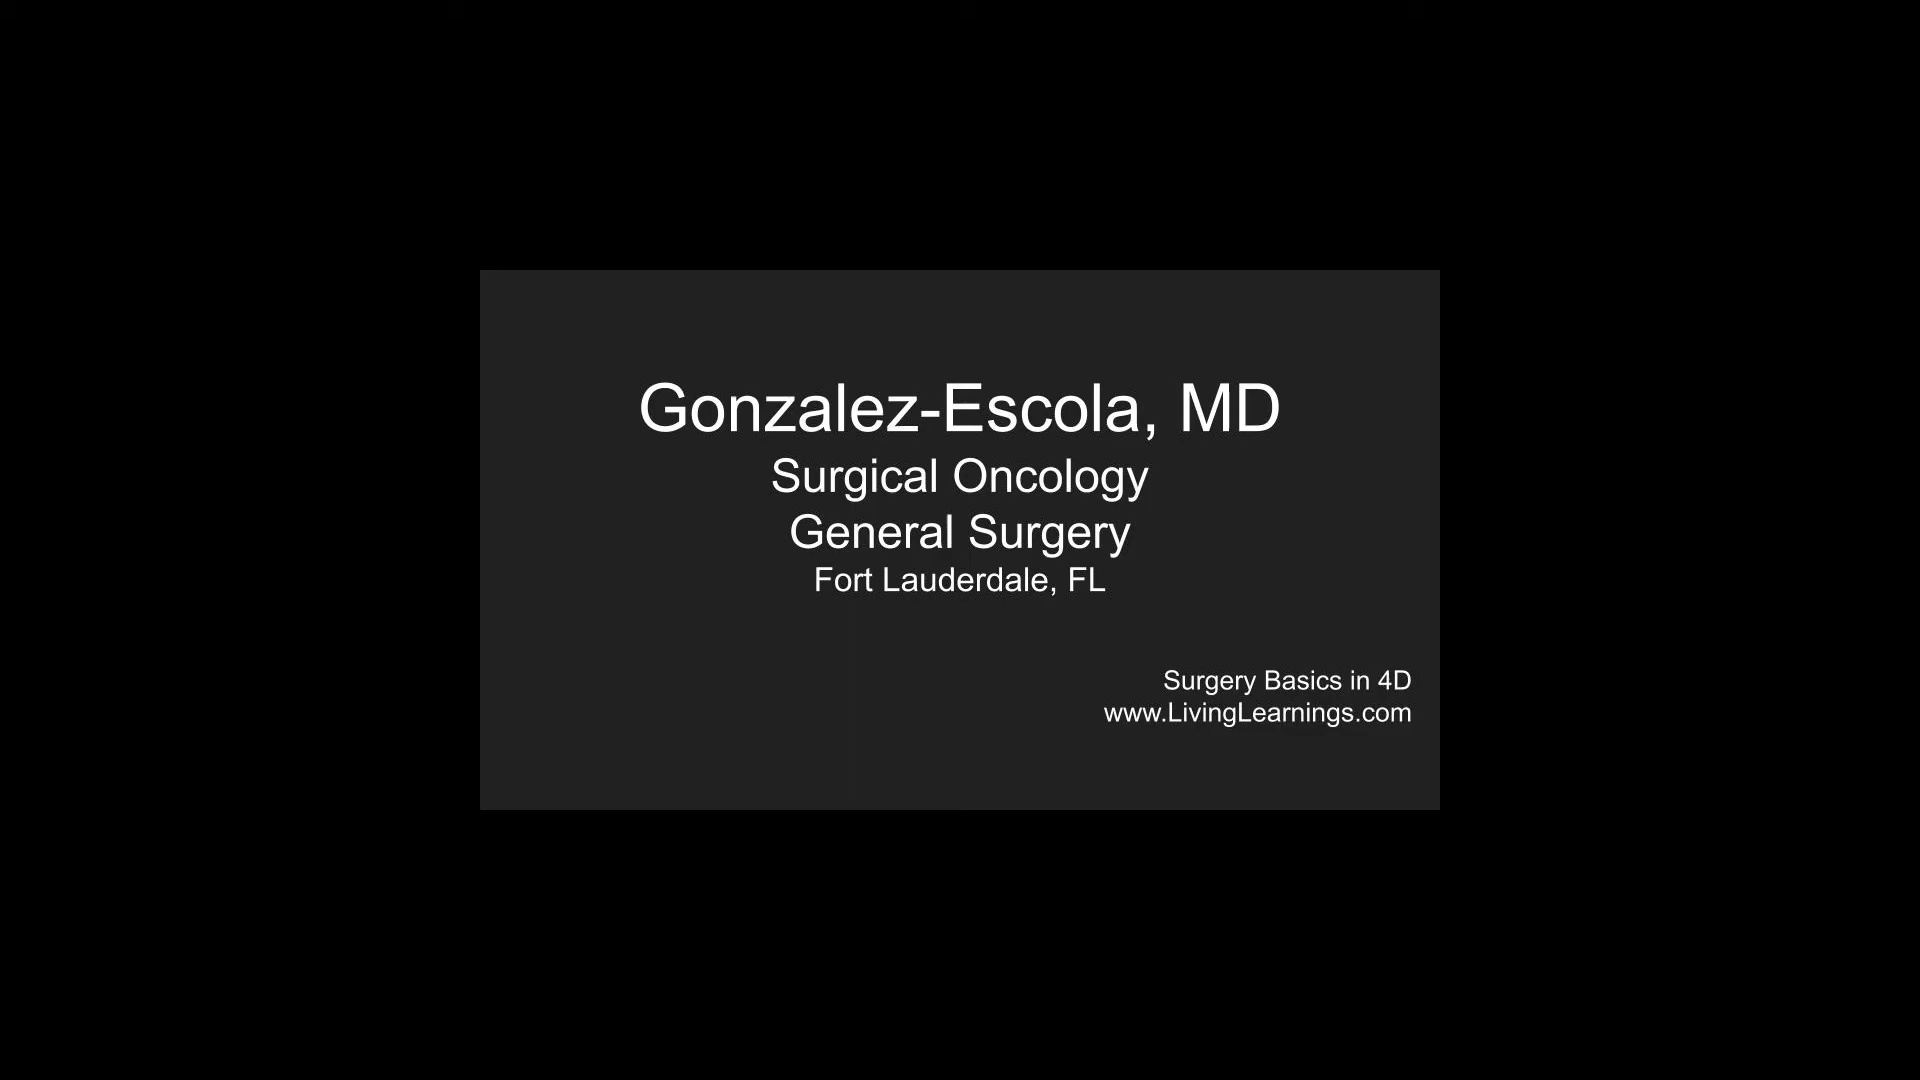 Gonzalez-Escola, MD
Surgical Oncology
General Surgery
Fort Lauderdale, FL
Surgery Basics in 4D
www.LivingLearnings.com